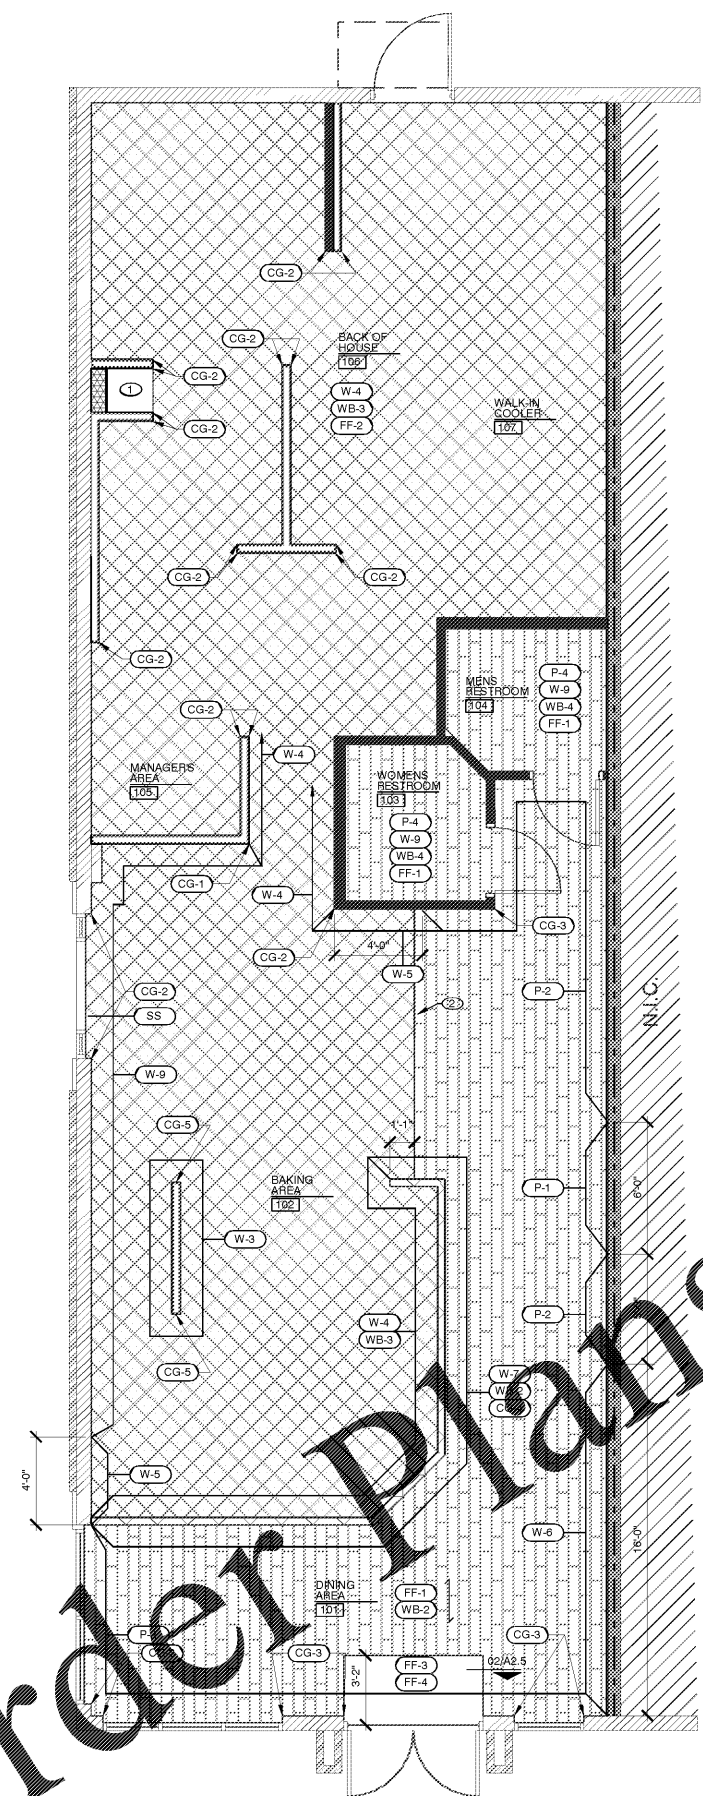 CG-2
CG-2
BACK OF
HOUSE
106
CG-2
1
W-4
WB-3
FF-2
WALK-IN
COOLER
107
CG-2
CG-2
CG-2
CG-2
MENS
RESTROOM
104
P-4
W-9
WB-4
FF-1
CG-2
W-4
MANAGERS
AREA
105
WOMENS
RESTROOM
103
P-4
W-9
WB-4
FF-1
CG-1
W-4
CG-3
4'-0"
CG-2
W-5
CG-2
P-2
2
N.I.C.
SS
W-9
CG-5
1'-1"
BAKING
AREA
102
P-1
6'-0"
W-3
P-2
W-4
WB-3
CG-5
W-7
4'-0"
W-5
W-6
16'-0"
DINING
AREA
101
FF-1
WB-2
CG-3
CG-3
3'-2"
FF-3
FF-4
02/A2.5
rder Plans